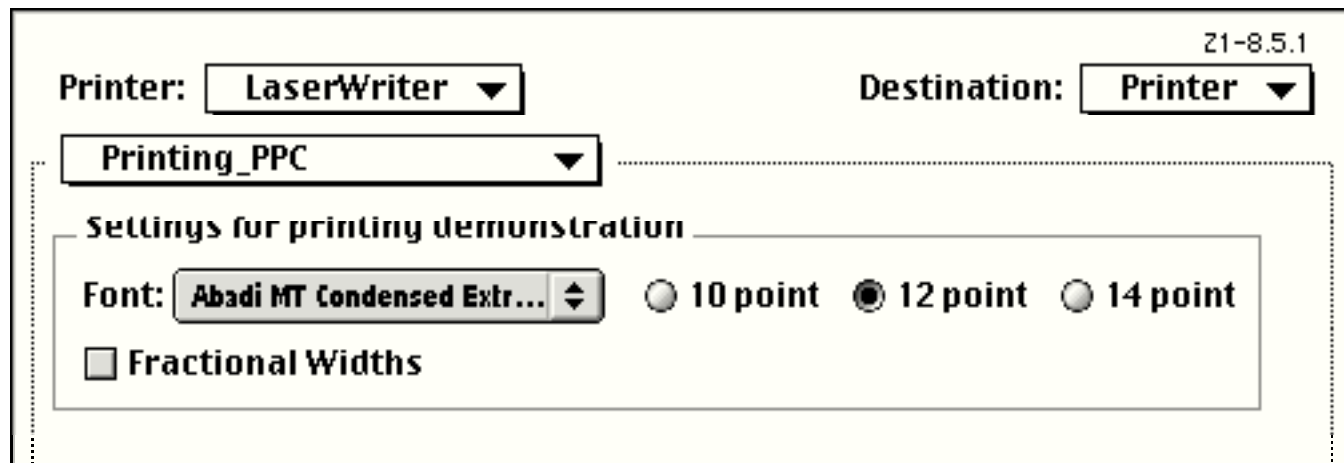 Z1-8.5.1
Printer: LaserWriter Destination: Printer
Printing_PPC
Settings for printing demonstration
Font: Abadi MT Condensed Extr... 10 point 12 point 14 point
Fractional Widths